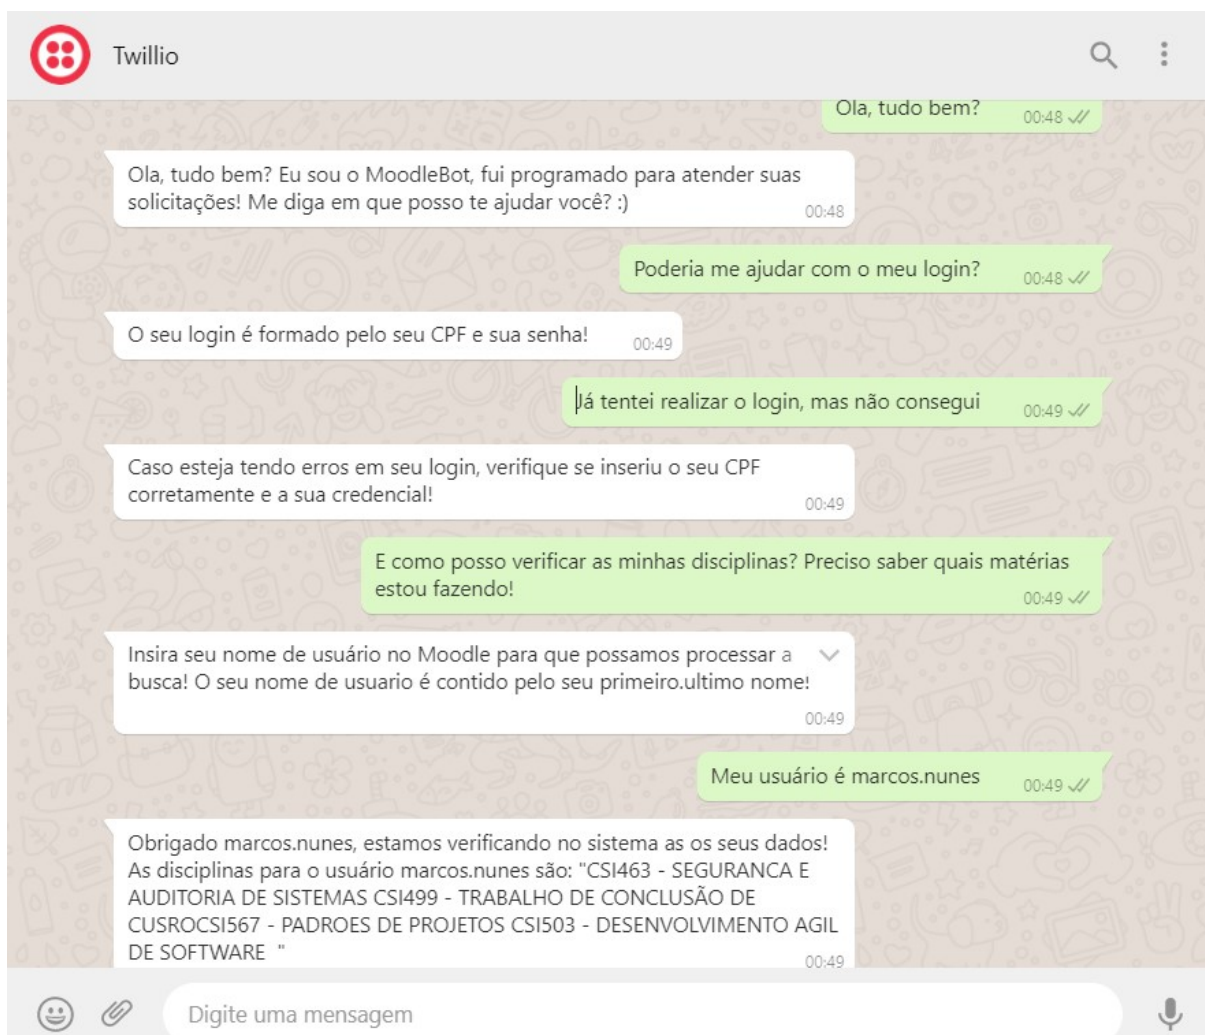 Twillio
Ola, tudo bem?
00:48
Ola, tudo bem? Eu sou o MoodleBot, fui programado para atender suas
solicitações! Me diga em que posso te ajudar você? :)
00:48
Poderia me ajudar com o meu login?
00:48
O seu login é formado pelo seu CPF e sua senha!
00:49
Já tentei realizar o login, mas não consegui
00:49
Caso esteja tendo erros em seu login, verifique se inseriu o seu CPF
corretamente e a sua credencial!
00:49
E como posso verificar as minhas disciplinas? Preciso saber quais matérias
estou fazendo!
00:49
Insira seu nome de usuário no Moodle para que possamos processar a
busca! O seu nome de usuario é contido pelo seu primeiro.ultimo nome!
00:49
Meu usuário é marcos.nunes
00:49
Obrigado marcos.nunes, estamos verificando no sistema as os seus dados!
As disciplinas para o usuário marcos.nunes são: "CSI463 - SEGURANCA E
AUDITORIA DE SISTEMAS CSI499 - TRABALHO DE CONCLUSÃO DE
CUSROCSI567 - PADROES DE PROJETOS CSI503 - DESENVOLVIMENTO AGIL
DE SOFTWARE "
00:49
Digite uma mensagem